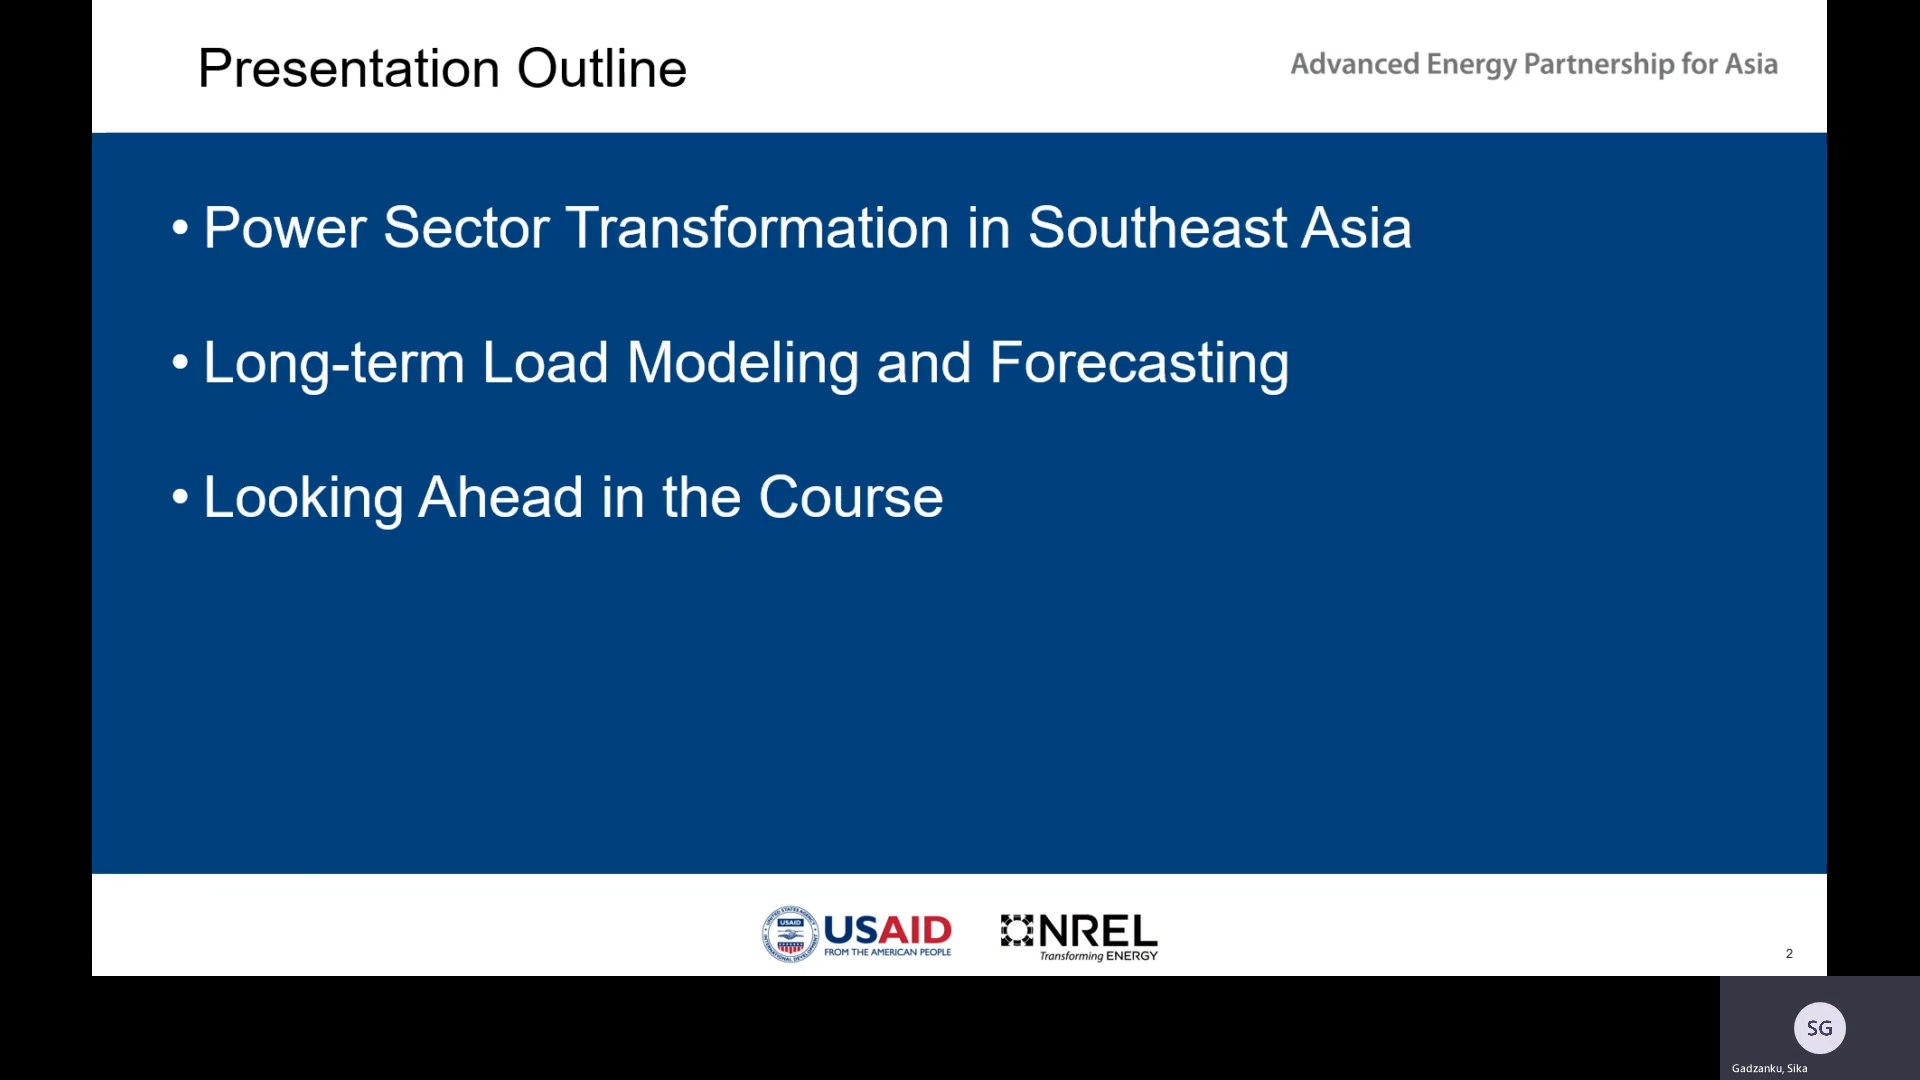 Presentation Outline
Advanced Energy Partnership for Asia
• Power Sector Transformation in Southeast Asia
• Long-term Load Modeling and Forecasting
• Looking Ahead in the Course
USAID
USAID
FROM THE AMERICAN PEOPLE
NREL
Transforming ENERGY
2
SG
Gadzanku, Sika